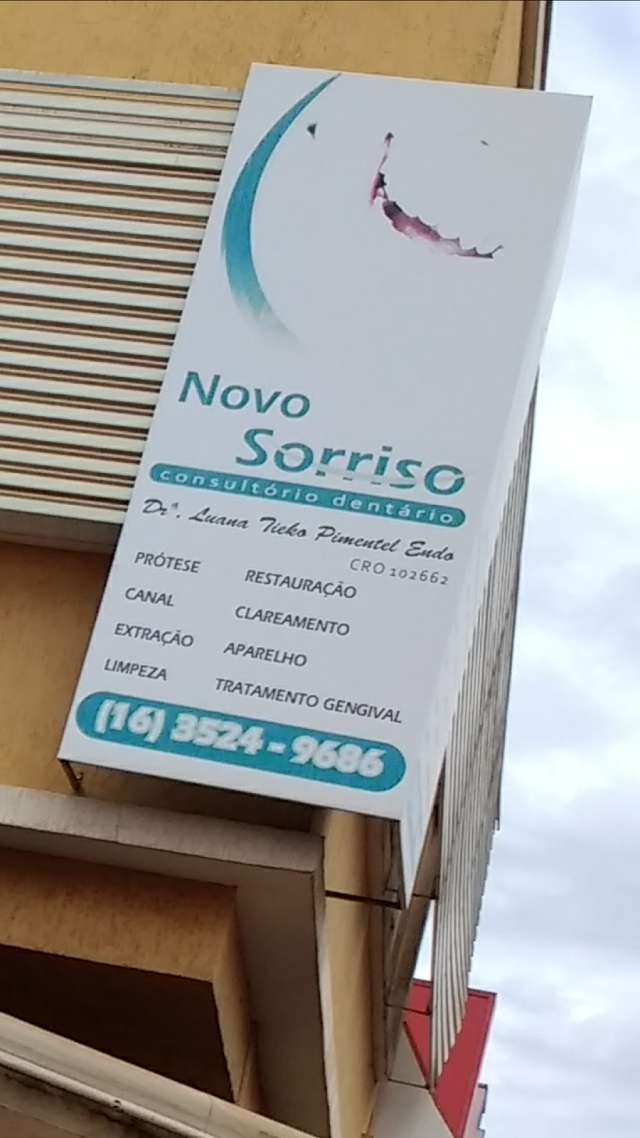 Novo
Sorriso
consultório dentário
Drª. Luana Tieko Pimentel Endo
CRO 102662
PRÓTESE
CANAL
EXTRAÇÃO
LIMPEZA
RESTAURAÇÃO
CLAREAMENTO
APARELHO
TRATAMENTO GENGIVAL
(16) 3524-9686